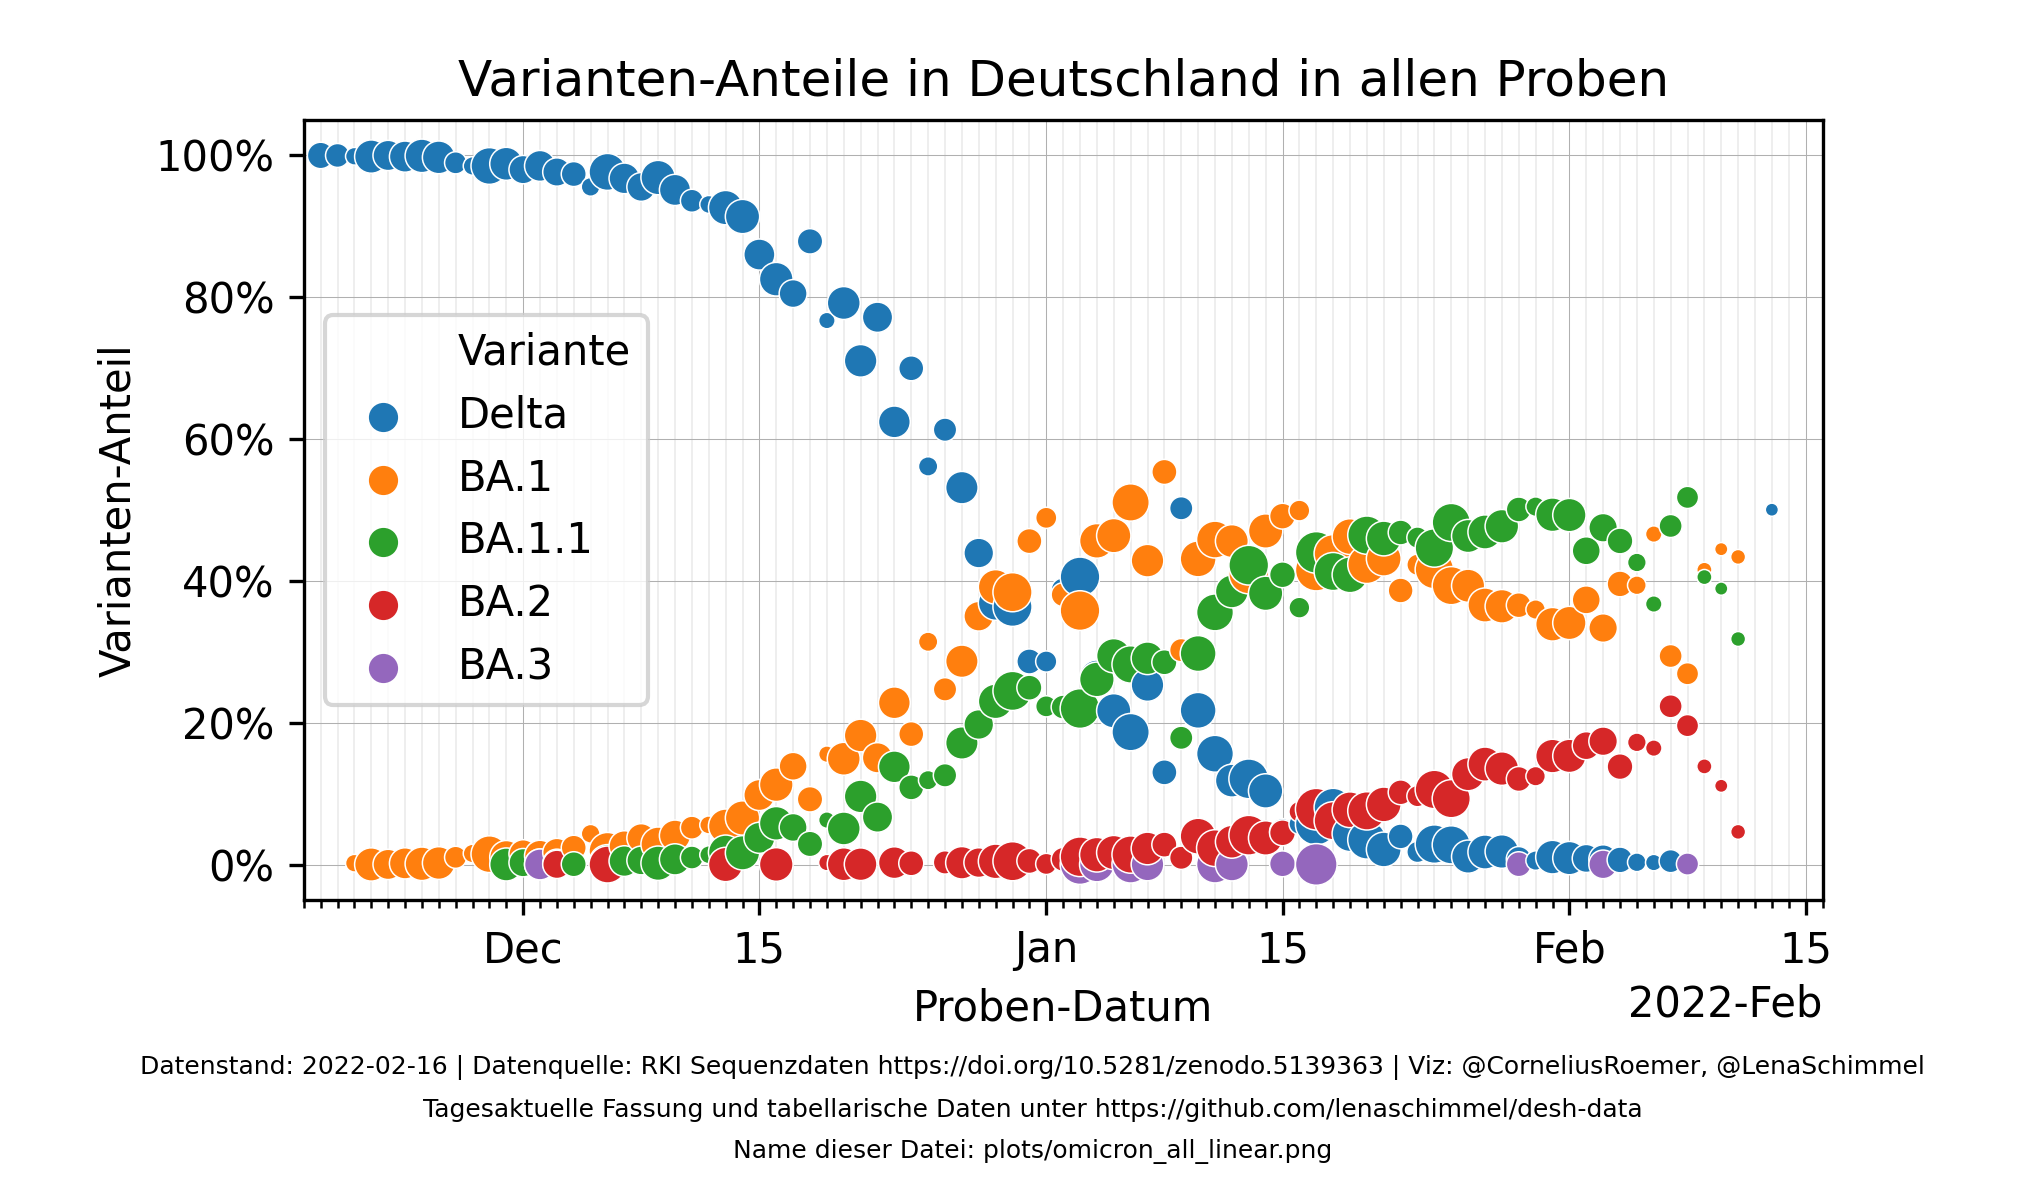 Varianten-Anteile in Deutschland in allen Proben
Varianten-Anteil
100%
80%
60%
40%
20%
0%
Variante
Delta
BA.1
BA.1.1
BA.2
BA.3
Dec 15 Jan 15 Feb 15
Proben-Datum
2022-Feb
Datenstand: 2022-02-16 | Datenquelle: RKI Sequenzdaten https://doi.org/10.5281/zenodo.5139363 | Viz: @CorneliusRoemer, @LenaSchimmel
Tagesaktuelle Fassung und tabellarische Daten unter https://github.com/lenaschimmel/desh-data
Name dieser Datei: plots/omicron_all_linear.png